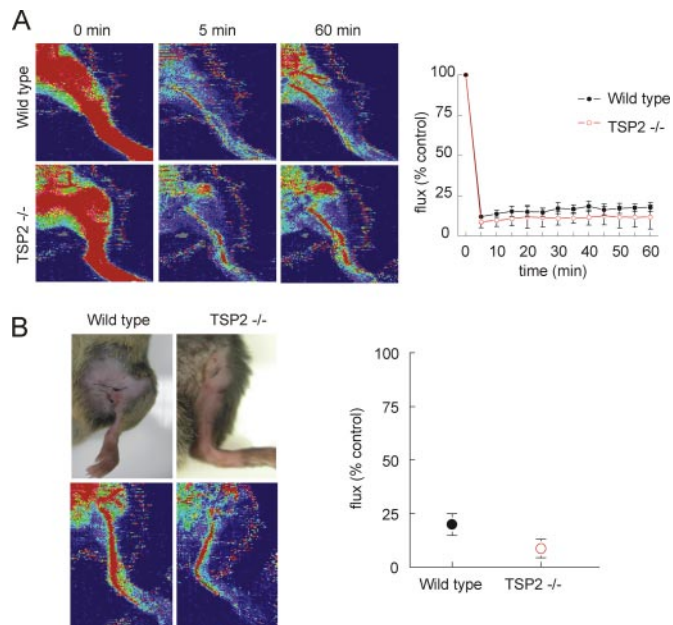 A
0 min
5 min
60 min
Wild type
TSP2 -/-
flux (% control)
100
75
50
25
0
Wild type
TSP2 -/-
0 10 20 30 40 50 60
time (min)
B
Wild type
TSP2 -/-
flux (% control)
100
75
50
25
0
Wild type
TSP2 -/-